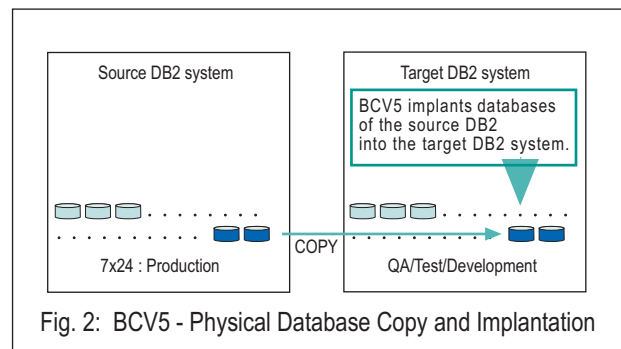 Source DB2 system
Target DB2 system
BCV5 implants databases
of the source DB2
into the target DB2 system.
COPY
7x24 : Production
QA/Test/Development
Fig. 2: BCV5 - Physical Database Copy and Implantation